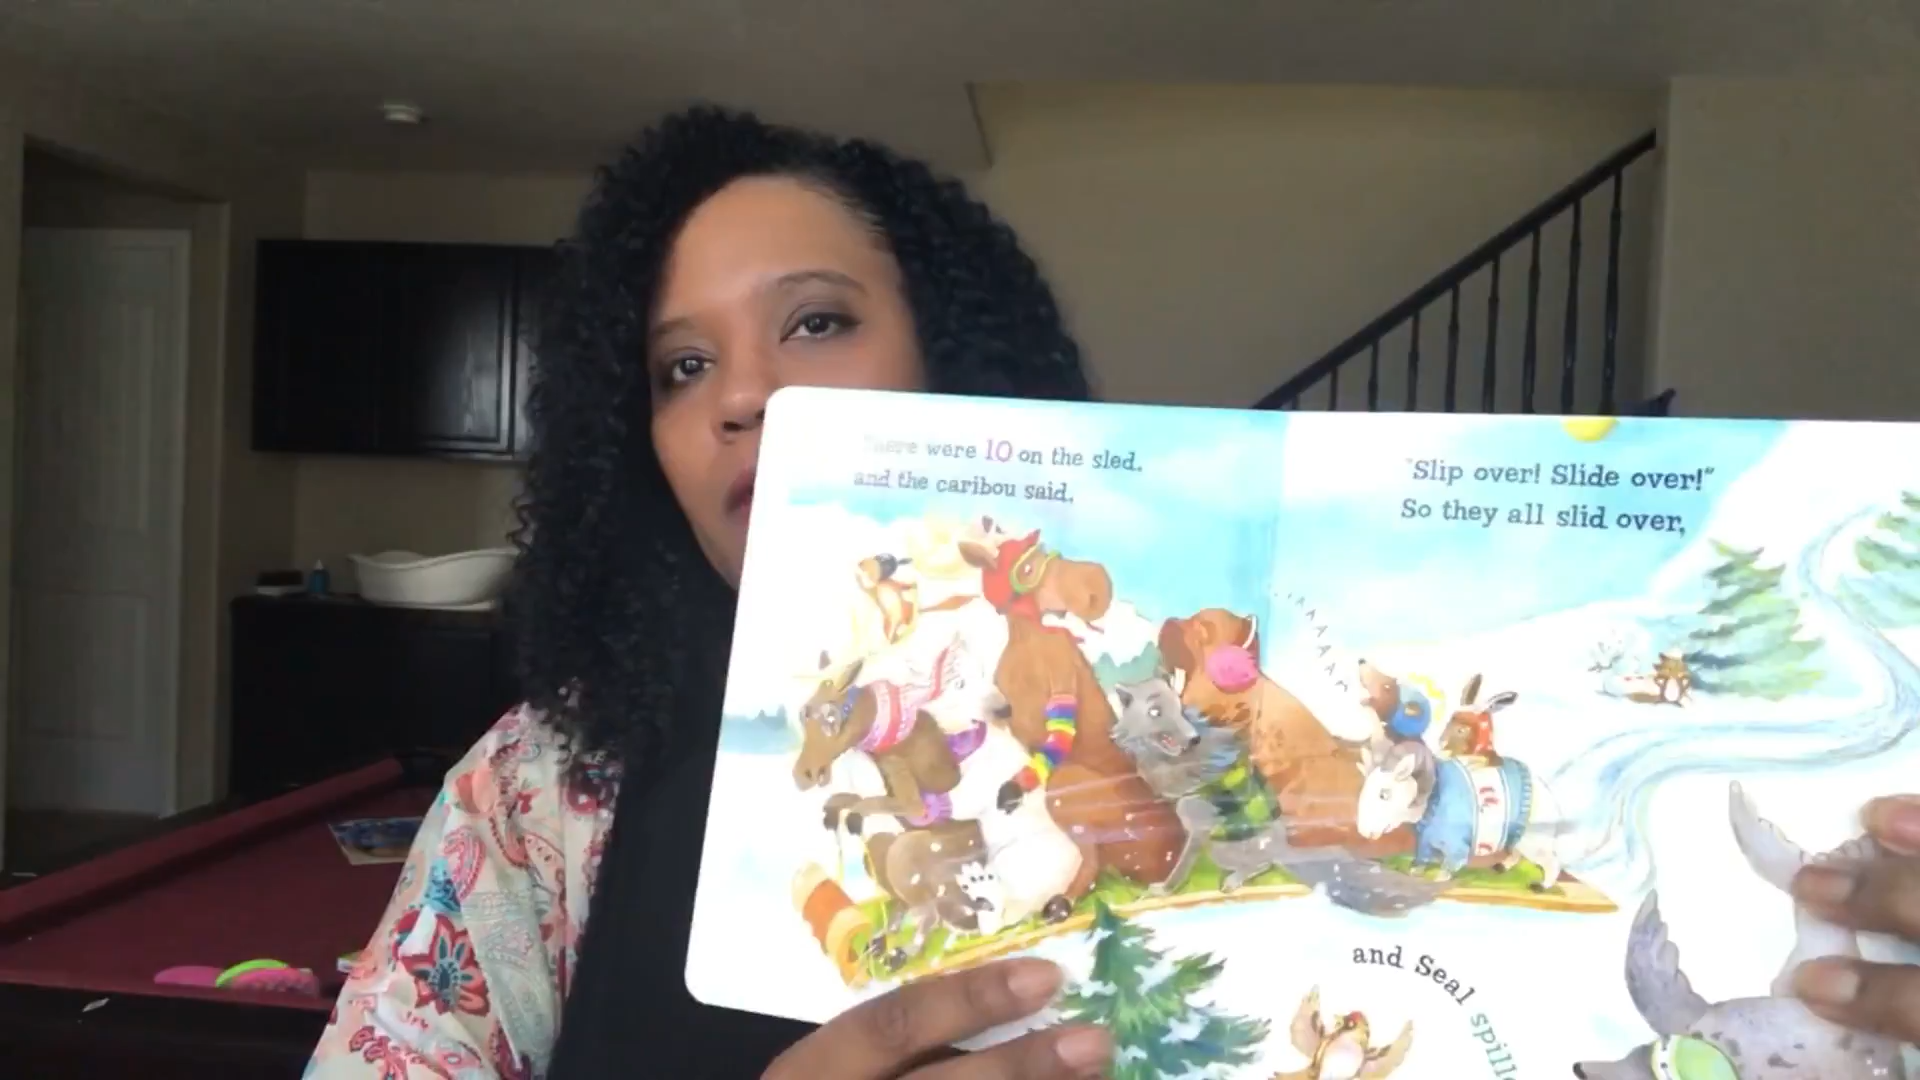 There were 10 on the sled,
and the caribou said,
"Slip over! Slide over!"
So they all slid over,
and Seal